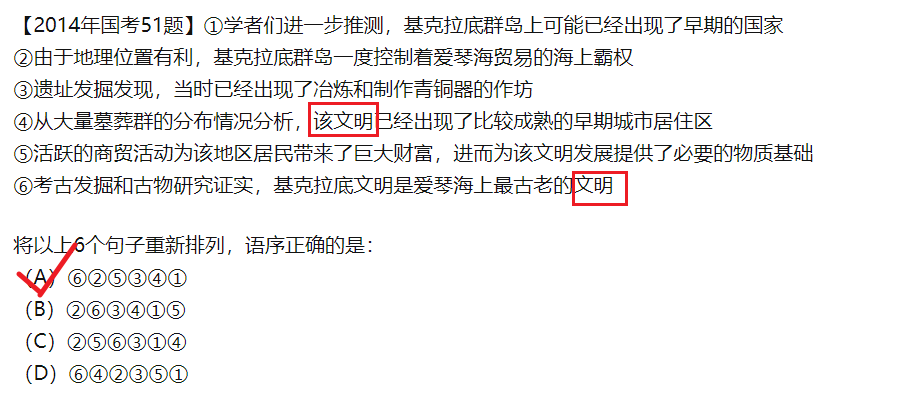 【2014年国考51题】①学者们进一步推测，基克拉底群岛上可能已经出现了早期的国家
②由于地理位置有利，基克拉底群岛一度控制着爱琴海贸易的海上霸权
③遗址发掘发现，当时已经出现了冶炼和制作青铜器的作坊
④从大量墓葬群的分布情况分析，该文明已经出现了比较成熟的早期城市居住区
⑤活跃的商贸活动为该地区居民带来了巨大财富，进而为该文明发展提供了必要的物质基础
⑥考古发掘和古物研究证实，基克拉底文明是爱琴海上最古老的文明
将以上6个句子重新排列，语序正确的是：
（A）⑥②⑤③④①
（B）②⑥③④①⑤
（C）②⑤⑥③①④
（D）⑥④②③⑤①